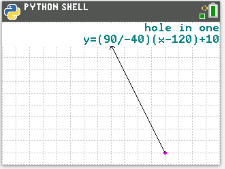 PYTHON SHELL
hole in one
y=(90/-40)(x-120)+10